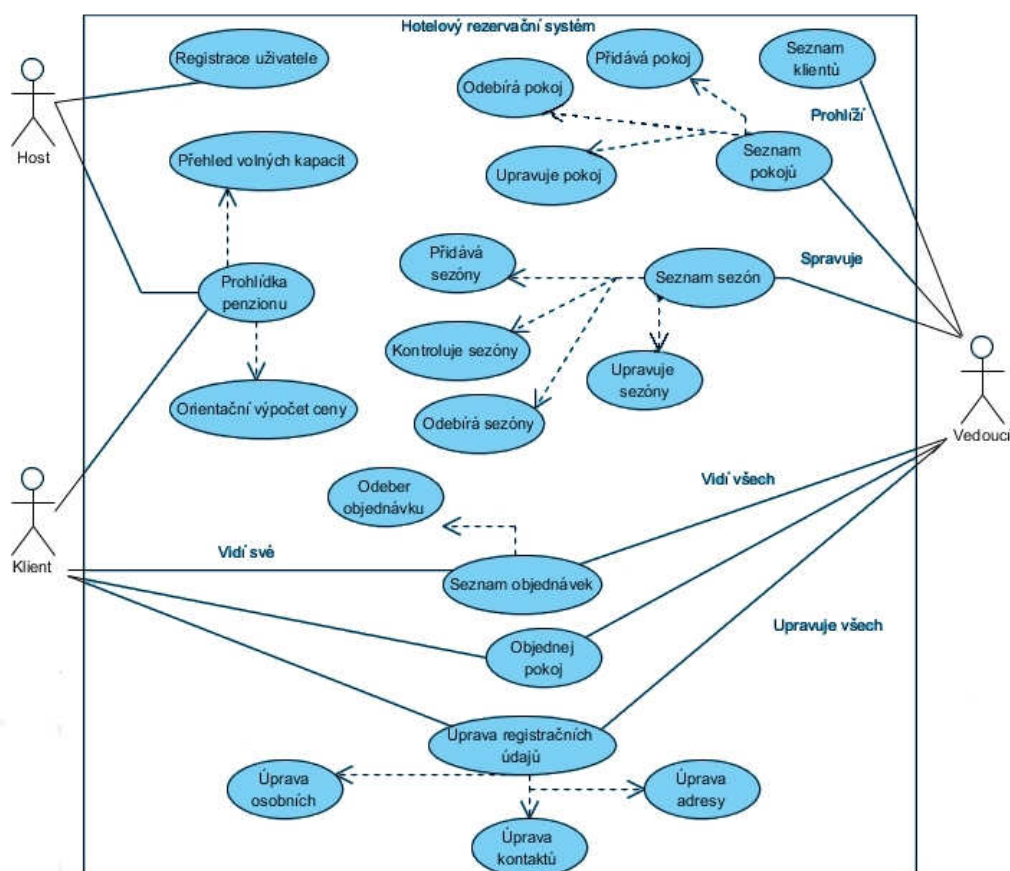 Hotelový rezervační systém
Registrace uživatele
Přidává pokoj
Seznam
klientů
Odebírá pokoj
Prohlíží
Host
Přehled volných kapacit
Upravuje pokoj
Seznam
pokojů
Přidává
sezóny
Spravuje
Prohlídka
penzionu
Seznam sezón
Kontroluje sezóny
Upravuje
sezóny
Orientační výpočet ceny
Odebírá sezóny
Vedoucí
Odeber
objednávku
Vidí všech
Vidí své
Klient
Seznam objednávek
Upravuje všech
Objednej
pokoj
Úprava registračních
údajů
Úprava
osobních
Úprava
adresy
Úprava
kontaktů